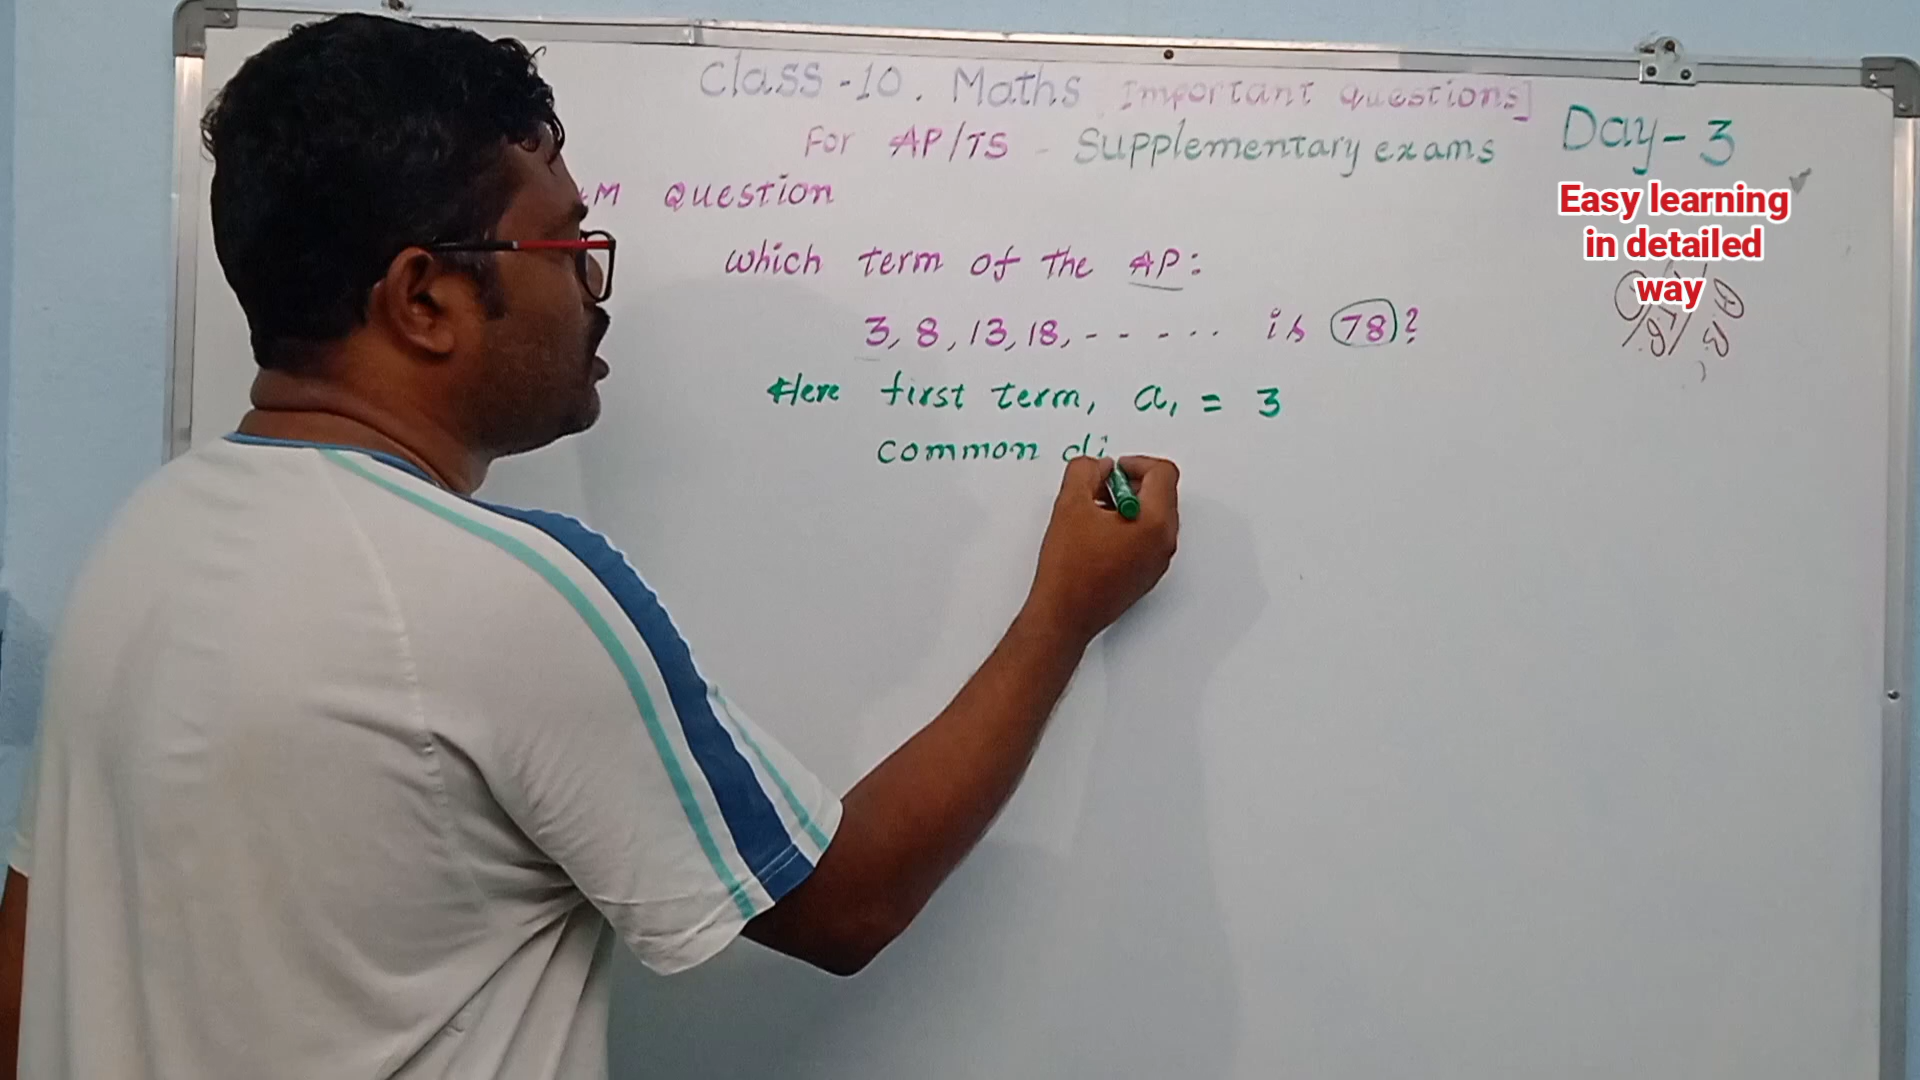 Class-10. Maths Important Questions]
For AP/TS - Supplementary exams
Day-3
M Question
Easy learning
in detailed
way
which term of the AP:
3, 8, 13, 18, - - - - .. is 78?
Here first term, a₁ = 3
common di